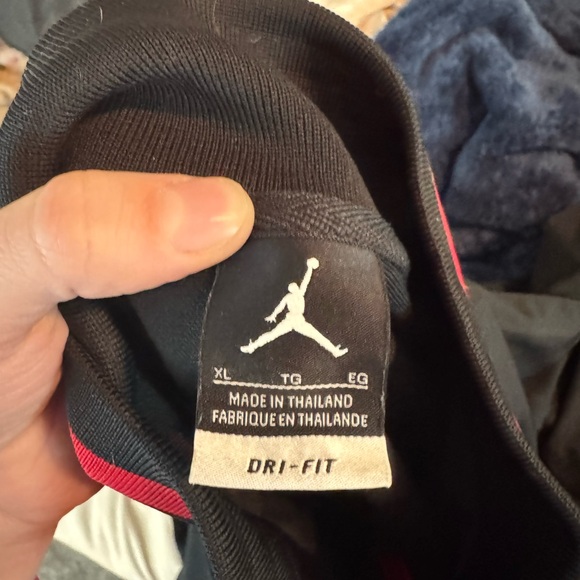 XL TG EG
MADE IN THAILAND
FABRIQUE EN THAILANDE
DRI-FIT